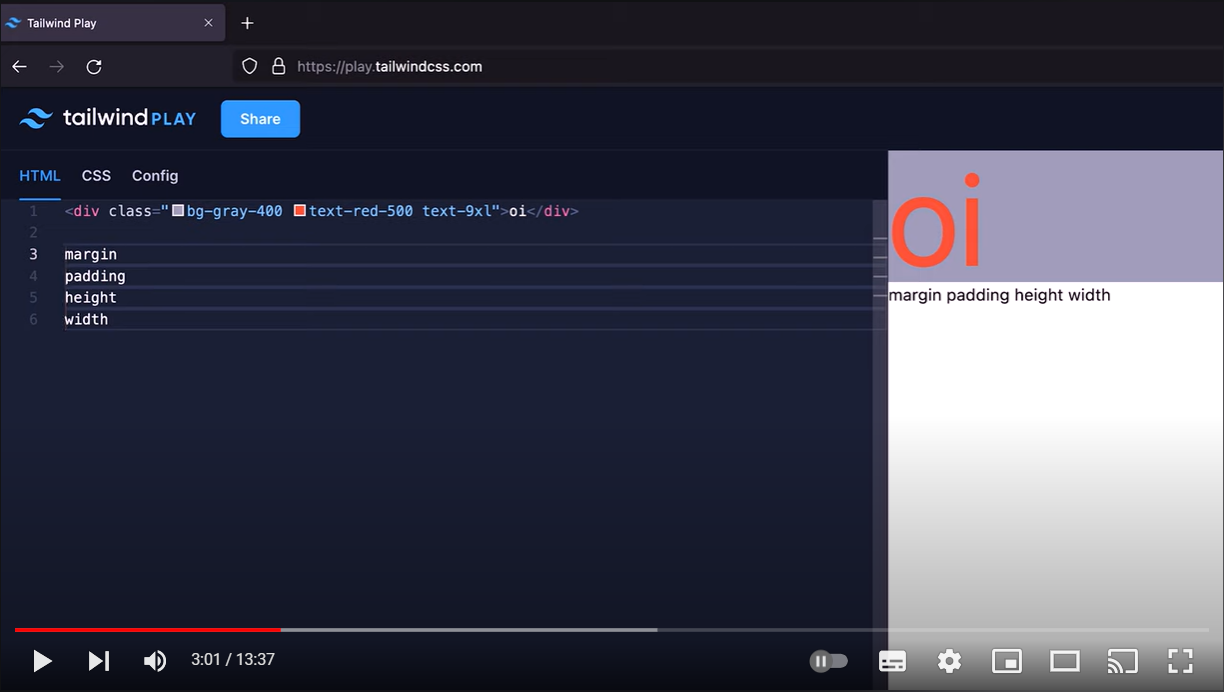 Tailwind Play
https://play.tailwindcss.com
tailwind PLAY
Share
HTML CSS Config
1 <div class="bg-gray-400 text-red-500 text-9xl">oi</div>
2
3 margin
4 padding
5 height
6 width
oi
margin padding height width
3:01 / 13:37